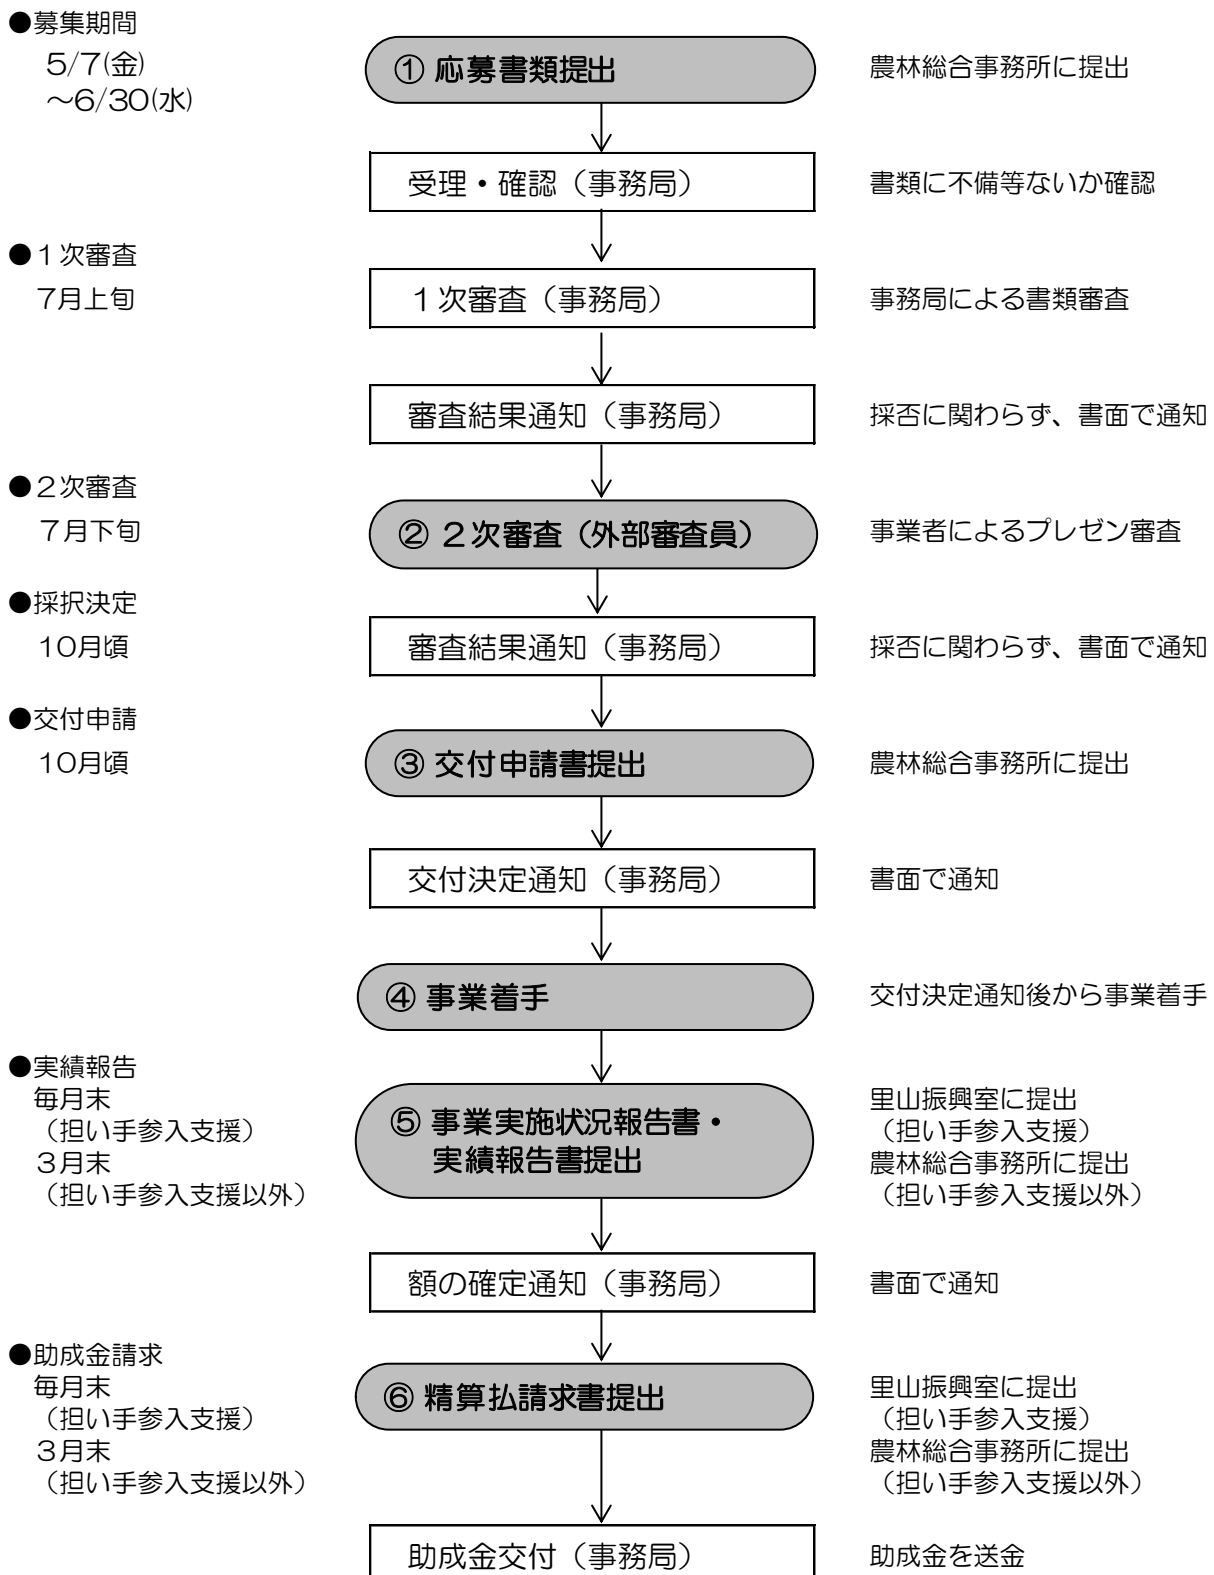 ●募集期間
5/7(金)
～6/30(水)
① 応募書類提出
農林総合事務所に提出
受理・確認（事務局）
書類に不備等ないか確認
●１次審査
7月上旬
１次審査（事務局）
事務局による書類審査
審査結果通知（事務局）
採否に関わらず、書面で通知
●２次審査
７月下旬
② ２次審査（外部審査員）
事業者によるプレゼン審査
●採択決定
10月頃
審査結果通知（事務局）
採否に関わらず、書面で通知
●交付申請
10月頃
③ 交付申請書提出
農林総合事務所に提出
交付決定通知（事務局）
書面で通知
④ 事業着手
交付決定通知後から事業着手
●実績報告
毎月末
（担い手参入支援）
３月末
（担い手参入支援以外）
⑤ 事業実施状況報告書・
実績報告書提出
里山振興室に提出
（担い手参入支援）
農林総合事務所に提出
（担い手参入支援以外）
額の確定通知（事務局）
書面で通知
●助成金請求
毎月末
（担い手参入支援）
３月末
（担い手参入支援以外）
⑥ 精算払請求書提出
里山振興室に提出
（担い手参入支援）
農林総合事務所に提出
（担い手参入支援以外）
助成金交付（事務局）
助成金を送金